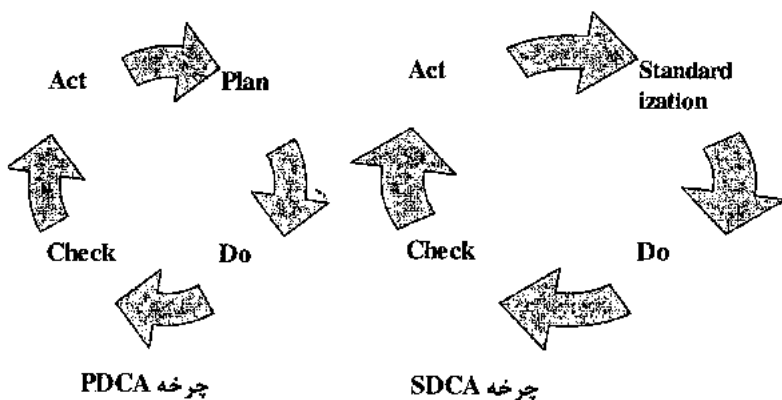 Act
Plan
Check
Do
چرخه PDCA
Act
Standard
ization
Check
Do
چرخه SDCA